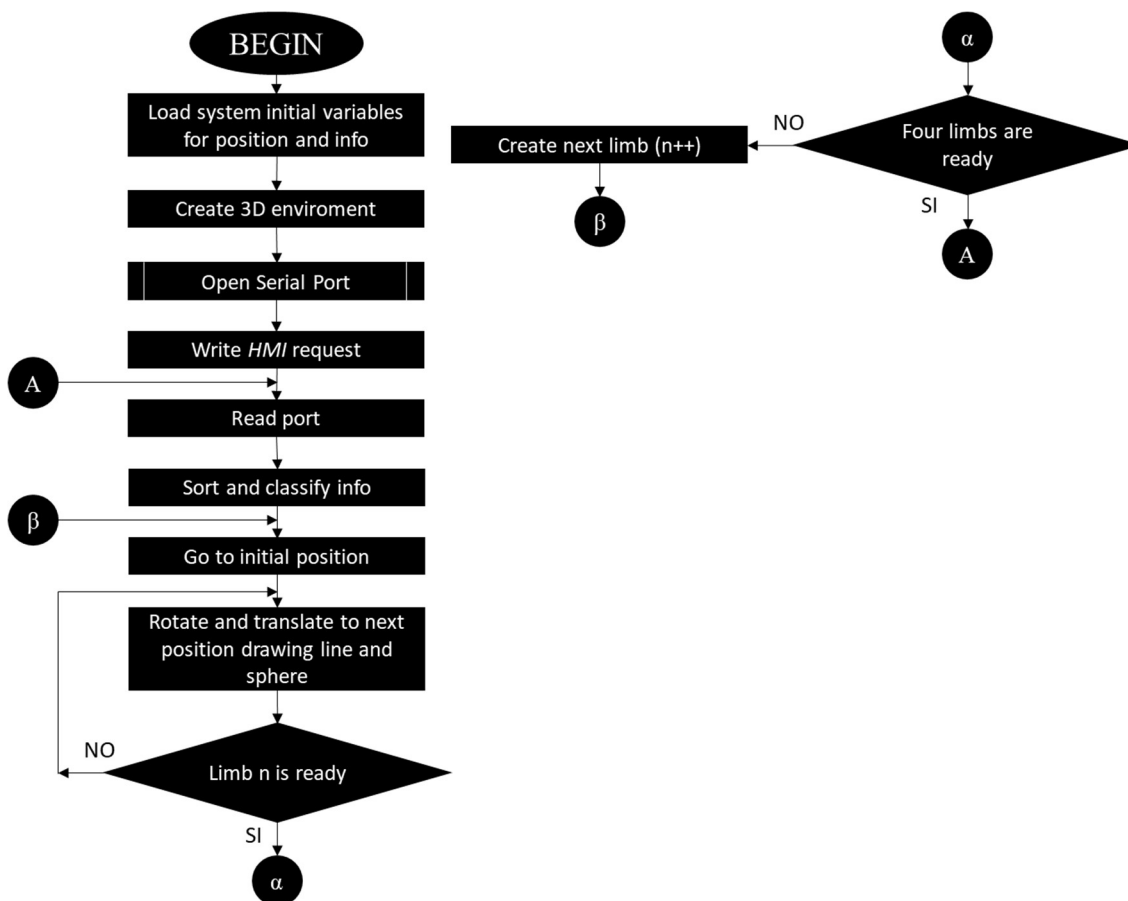 BEGIN
Load system initial variables
for position and info
Create 3D enviroment
Open Serial Port
Write HMI request
A
Read port
Sort and classify info
β
Go to initial position
Rotate and translate to next
position drawing line and
sphere
NO
Limb n is ready
SI
α
α
NO
Four limbs are
ready
Create next limb (n++)
SI
β
A